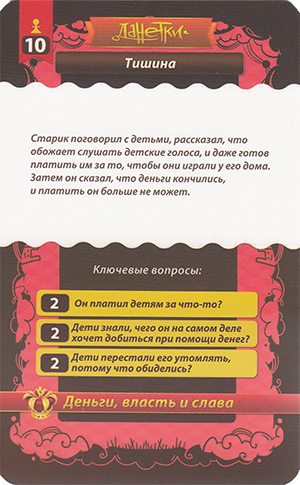 ДАНЕТКИ
10
Тишина
Старик поговорил с детьми, рассказал, что
обожает слушать детские голоса, и даже готов
платить им за то, чтобы они играли у его дома.
Затем он сказал, что деньги кончились,
и платить он больше не может.
Ключевые вопросы:
2 Он платил детям за что-то?
2 Дети знали, чего он на самом деле
хочет добиться при помощи денег?
2 Дети перестали его утомлять,
потому что обиделись?
Деньги, власть и слава